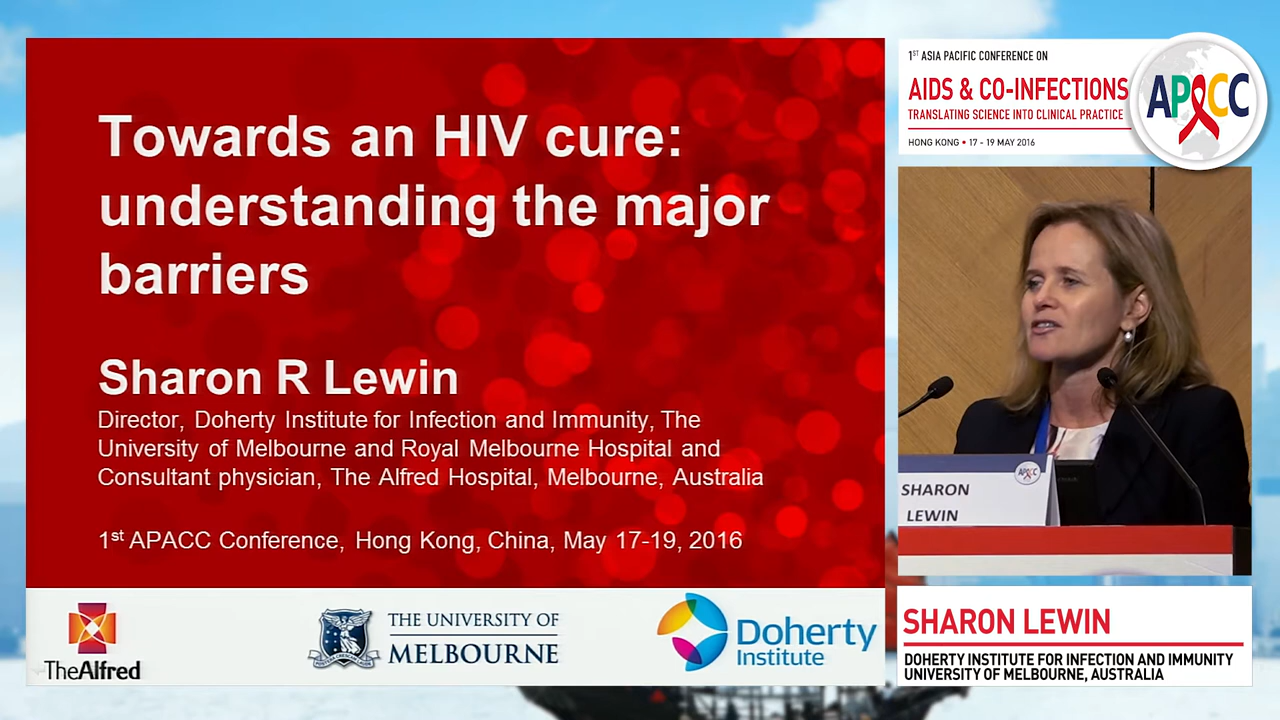 Towards an HIV cure:
understanding the major
barriers
Sharon R Lewin
Director, Doherty Institute for Infection and Immunity, The
University of Melbourne and Royal Melbourne Hospital and
Consultant physician, The Alfred Hospital, Melbourne, Australia
1st APACC Conference, Hong Kong, China, May 17-19, 2016
TheAlfred
THE UNIVERSITY OF
MELBOURNE
Doherty
Institute
1ST ASIA PACIFIC CONFERENCE ON
AIDS & CO-INFECTIONS
TRANSLATING SCIENCE INTO CLINICAL PRACTICE
HONG KONG • 17 - 19 MAY 2016
APACC
APACC
SHARON
LEWIN
SHARON LEWIN
DOHERTY INSTITUTE FOR INFECTION AND IMMUNITY
UNIVERSITY OF MELBOURNE, AUSTRALIA